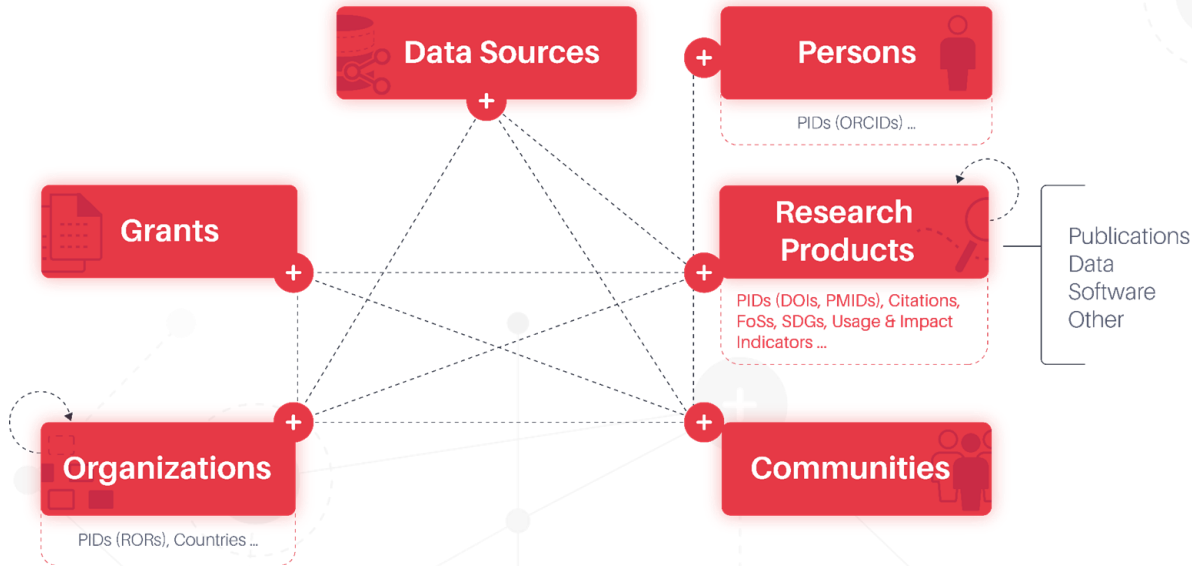 Data Sources
Persons
PIDs (ORCIDs) ...
Grants
Research
Products
PIDs (DOIs, PMIDs), Citations,
FoSs, SDGs, Usage & Impact
Indicators ...
Publications
Data
Software
Other
Organizations
PIDs (RORs), Countries ...
Communities